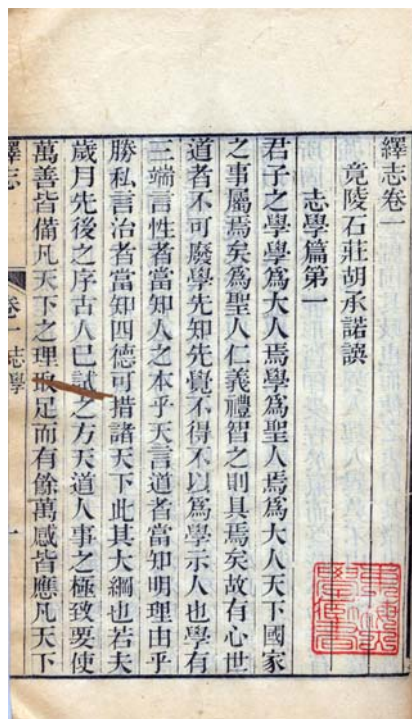 繹志卷一
竟陵石莊胡承諾譔
志學篇第一
君子之學學爲大人焉學爲聖人焉爲大人天下國家
之事屬焉矣爲聖人仁義禮智之則具焉矣故有心世
道者不可廢學先知先覺不得不以爲學示人也學有
三端言性者當知人之本乎天言道者當知明理由乎
勝私言治者當知四德可措諸天下此其大綱也若夫
歲月先後之序古人已試之方天道人事之極致要使
萬善皆備凡天下之理取足而有餘萬感皆應凡天下
繹志
卷一 志學
一